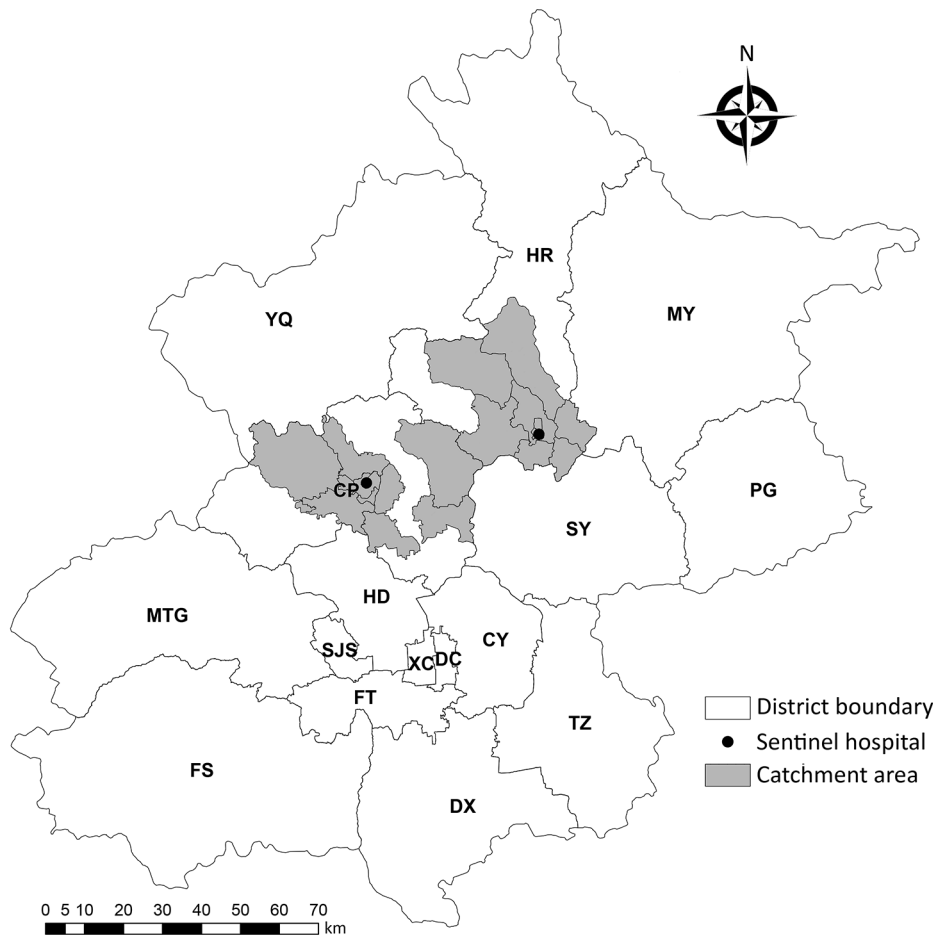 N
HR
MY
YQ
CP
PG
SY
HD
MTG
CY
SJS
XC
DC
FT
District boundary
TZ
Sentinel hospital
FS
Catchment area
DX
0 5 10 20 30 40 50 60 70
km